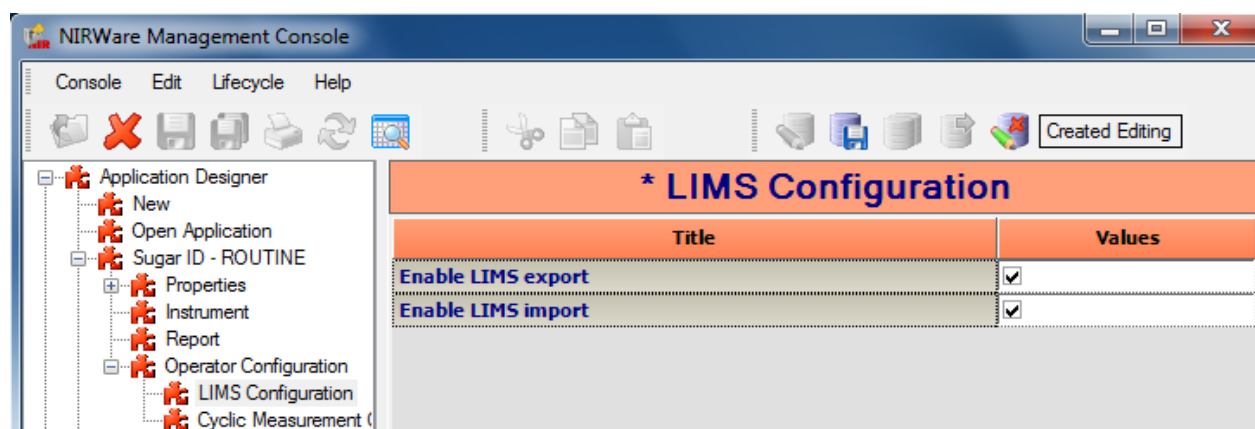 NIRWare Management Console
Console Edit Lifecycle Help
Created Editing
Application Designer
New
Open Application
Sugar ID - ROUTINE
Properties
Instrument
Report
Operator Configuration
LIMS Configuration
Cyclic Measurement
* LIMS Configuration
Title Values
Enable LIMS export
Enable LIMS import